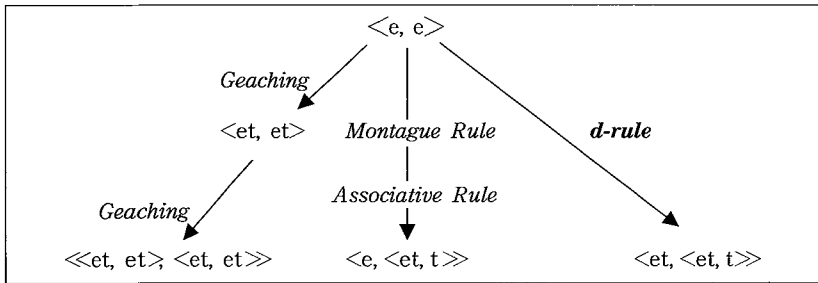 <e, e>
Geaching
<et, et> Montague Rule d-rule
Geaching Associative Rule
<<et, et>, <et, et>> <e, <et, t>> <et, <et, t>>